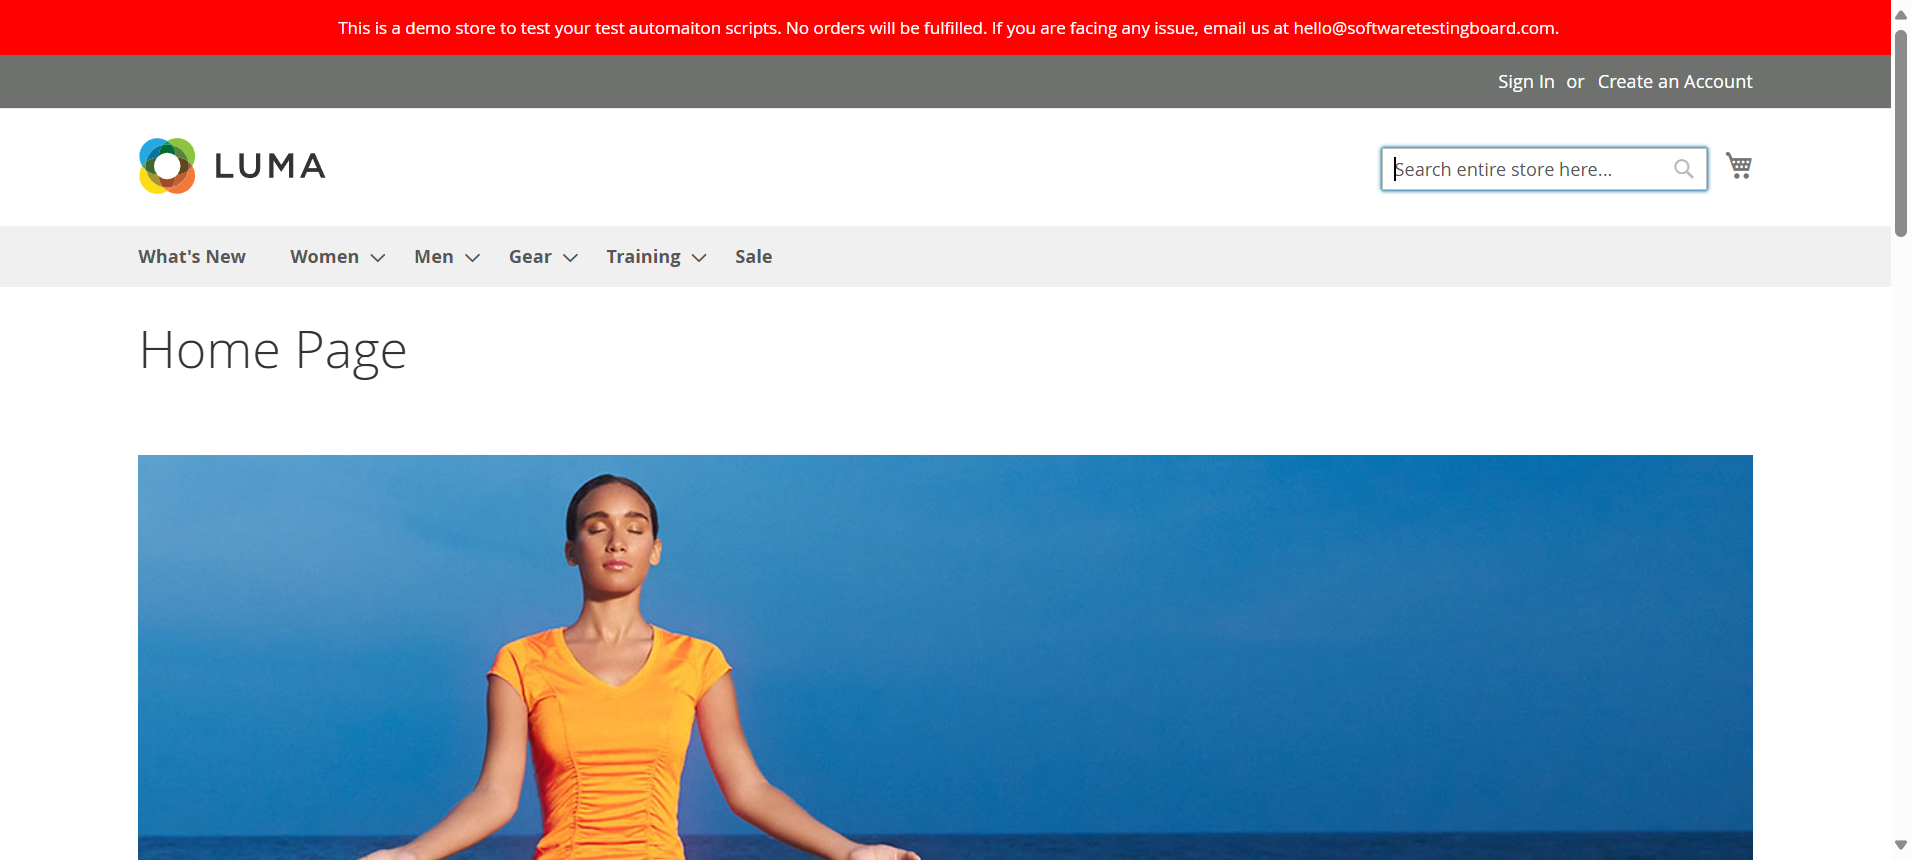 This is a demo store to test your test automaiton scripts. No orders will be fulfilled. If you are facing any issue, email us at hello@softwaretestingboard.com.
Sign In or Create an Account
LUMA
Search entire store here...
What's New Women Men Gear Training Sale
Home Page